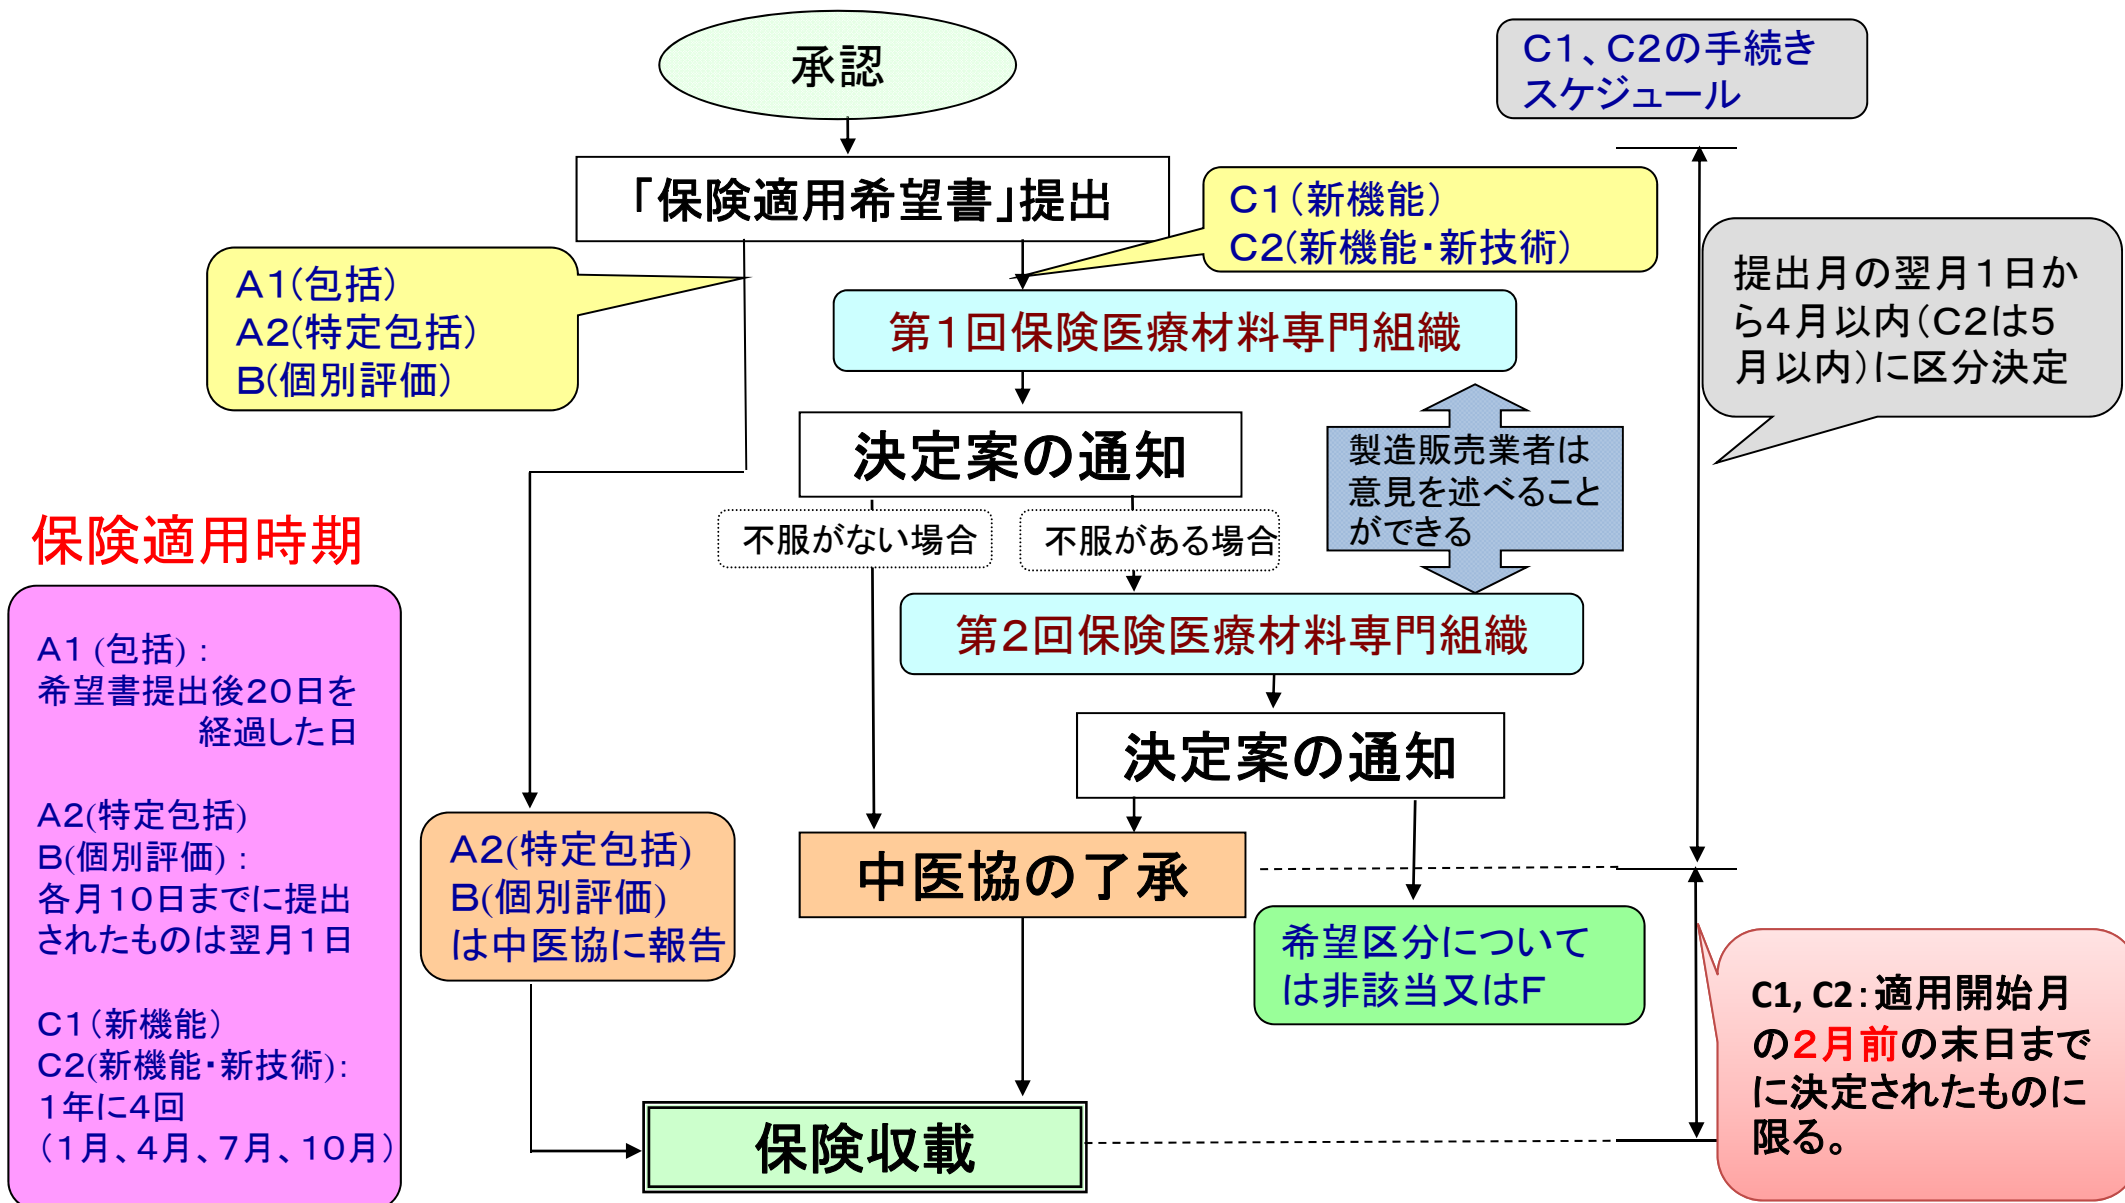 承認
C1、C2の手続き
スケジュール
「保険適用希望書」提出
C1(新機能)
C2(新機能・新技術)
A1(包括)
A2(特定包括)
B(個別評価)
提出月の翌月1日か
ら4月以内(C2は5
月以内)に区分決定
第1回保険医療材料専門組織
決定案の通知
製造販売業者は
意見を述べること
ができる
不服がない場合
不服がある場合
保険適用時期
第2回保険医療材料専門組織
A1 (包括) :
希望書提出後20日を
経過した日
A2(特定包括)
B(個別評価) :
各月10日までに提出
されたものは翌月1日
C1(新機能)
C2(新機能・新技術):
1年に4回
(1月、4月、7月、10月)
決定案の通知
A2(特定包括)
B(個別評価)
は中医協に報告
中医協の了承
希望区分について
は非該当又はF
C1, C2:適用開始月
の2月前の末日まで
に決定されたものに
限る。
保険収載